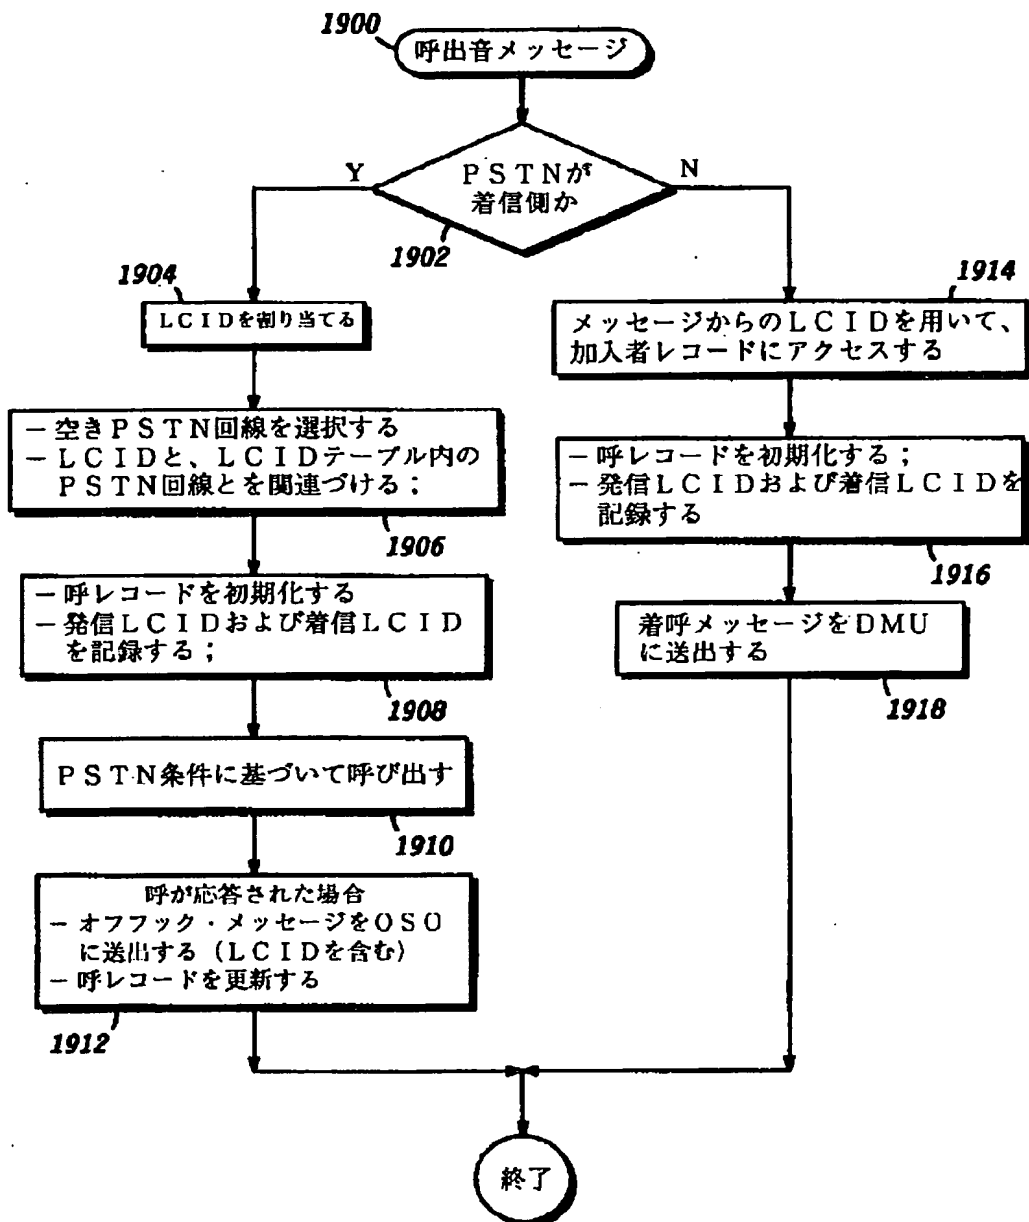 1900
呼出音メッセージ
PSTNが
着信側か
Y
N
1902
1904
LCIDを割り当てる
－空きPSTN回線を選択する
－LCIDと、LCIDテーブル内の
PSTN回線とを関連づける；
1906
－呼レコードを初期化する
－発信LCIDおよび着信LCID
を記録する；
1908
PSTN条件に基づいて呼び出す
1910
呼が応答された場合
－オフフック・メッセージをOSO
に送出する（LCIDを含む）
－呼レコードを更新する
1912
1914
メッセージからのLCIDを用いて、
加入者レコードにアクセスする
－呼レコードを初期化する；
－発信LCIDおよび着信LCIDを
記録する
1916
着呼メッセージをDMU
に送出する
1918
終了